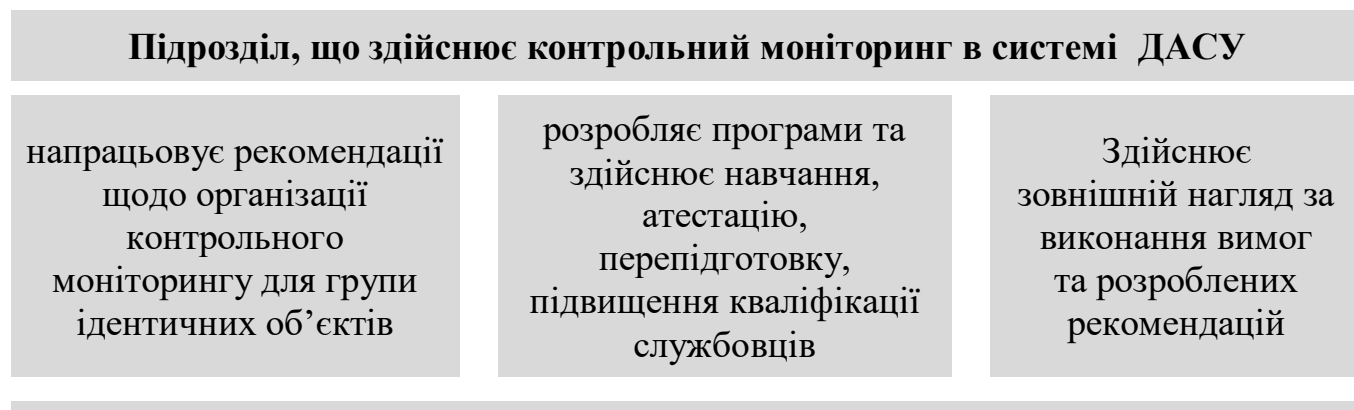 Підрозділ, що здійснює контрольний моніторинг в системі ДАСУ
напрацьовує рекомендації
щодо організації
контрольного
моніторингу для групи
ідентичних об’єктів
розробляє програми та
здійснює навчання,
атестацію,
перепідготовку,
підвищення кваліфікації
службовців
Здійснює
зовнішній нагляд за
виконання вимог
та розроблених
рекомендацій